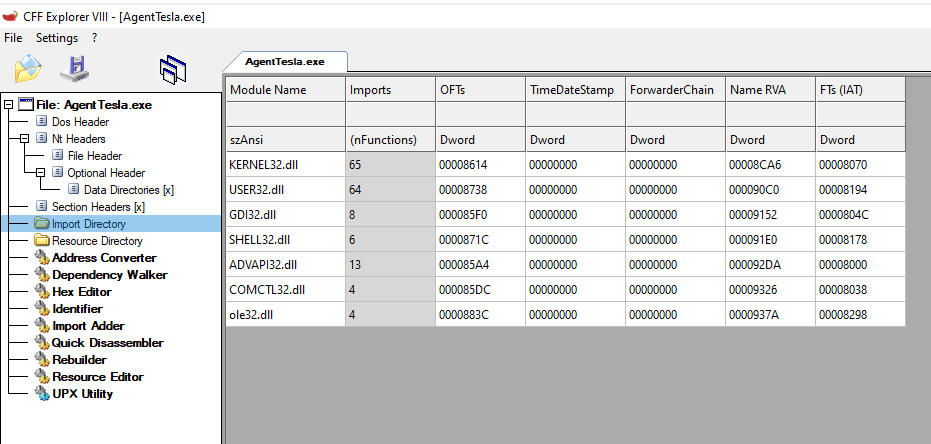 CFF Explorer VIII - [AgentTesla.exe]
File Settings ?
AgentTesla.exe
File: AgentTesla.exe
Dos Header
Nt Headers
File Header
Optional Header
Data Directories [x]
Section Headers [x]
Import Directory
Resource Directory
Address Converter
Dependency Walker
Hex Editor
Identifier
Import Adder
Quick Disassembler
Rebuilder
Resource Editor
UPX Utility
Module Name Imports OFTs TimeDateStamp ForwarderChain Name RVA FTs (IAT)
szAnsi (nFunctions) Dword Dword Dword Dword Dword
KERNEL32.dll 65 00008614 00000000 00000000 00008CA6 00008070
USER32.dll 64 00008738 00000000 00000000 000090C0 00008194
GDI32.dll 8 000085F0 00000000 00000000 00009152 0000804C
SHELL32.dll 6 0000871C 00000000 00000000 000091E0 00008178
ADVAPI32.dll 13 000085A4 00000000 00000000 000092DA 00008000
COMCTL32.dll 4 000085DC 00000000 00000000 00009326 00008038
ole32.dll 4 0000883C 00000000 00000000 0000937A 00008298